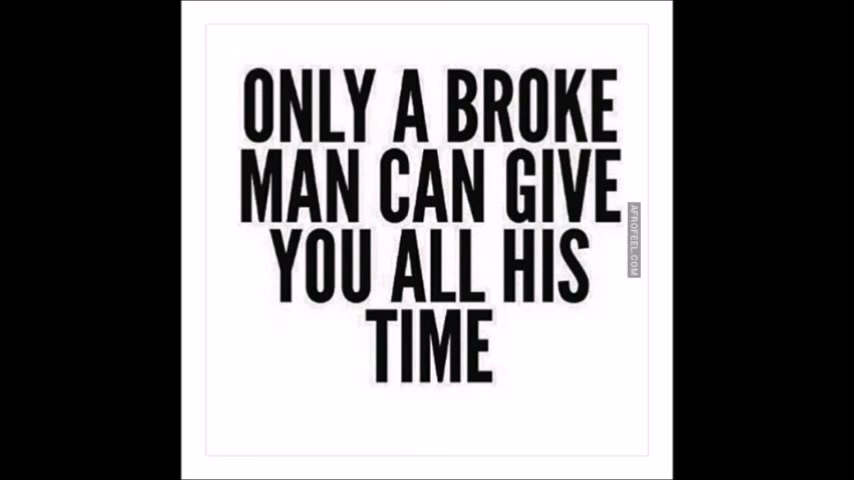 ONLY A BROKE
MAN CAN GIVE
YOU ALL HIS
TIME
AFROFEEL.COM